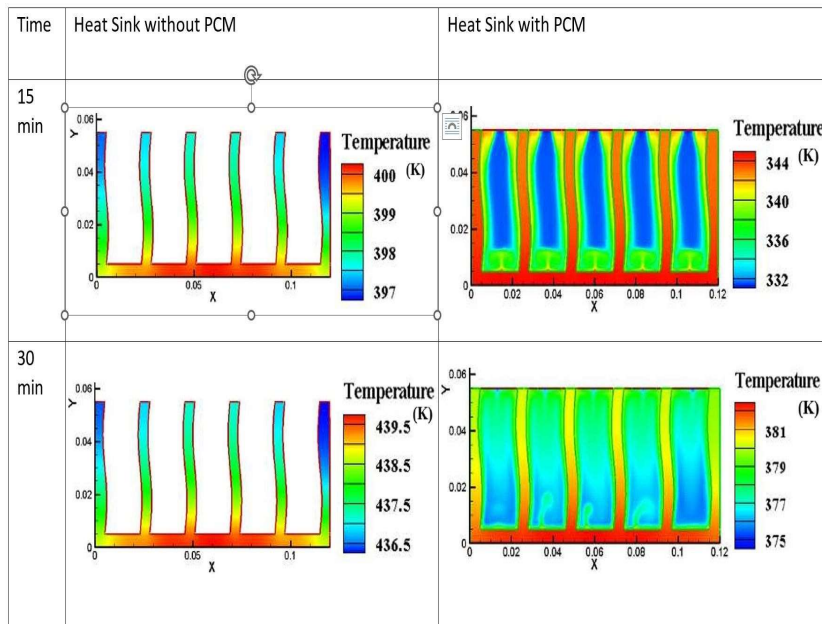 Time Heat Sink without PCM Heat Sink with PCM
15
min
0.06
Y
0.04
0.02
0
0.05
0.1
X
Temperature
(K)
400
399
398
397
0.04
0.02
0
0 0.02 0.04 0.06 0.08 0.1 0.12
X
Temperature
(K)
344
340
336
332
30
min
0.06
Y
0.04
0.02
0
0 0.05 0.1
X
Temperature
(K)
439.5
438.5
437.5
436.5
0.06
Y
0.04
0.02
0
0 0.02 0.04 0.06 0.08 0.1 0.12
X
Temperature
(K)
381
379
377
375